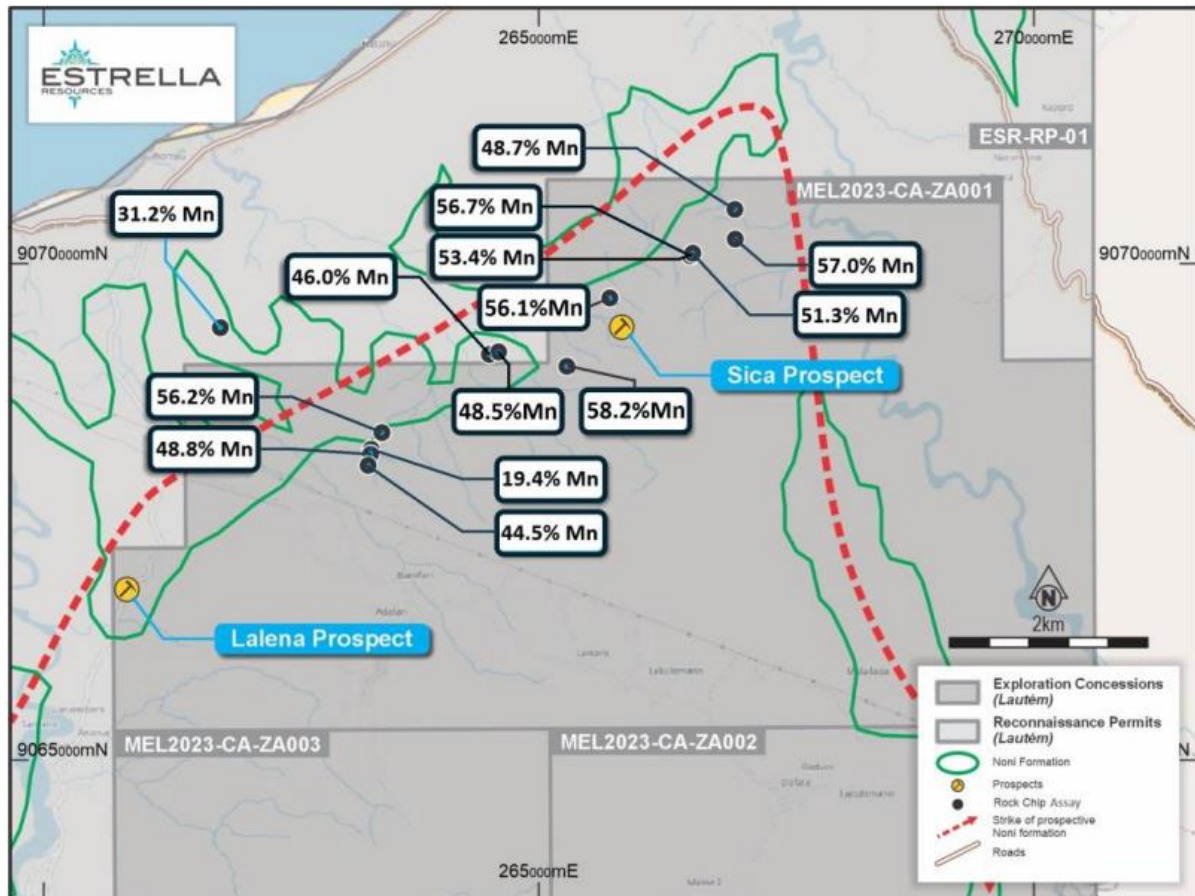 ESTRELLA
RESOURCES
265000mE
270000mE
ESR-RP-01
MEL2023-CA-ZA001
48.7% Mn
31.2% Mn
56.7% Mn
9070000mN
53.4% Mn
57.0% Mn
9070000mN
46.0% Mn
56.1%Mn
51.3% Mn
Sica Prospect
56.2% Mn
48.5%Mn
58.2%Mn
48.8% Mn
19.4% Mn
44.5% Mn
N
2km
Lalena Prospect
9065000mN
MEL2023-CA-ZA003
MEL2023-CA-ZA002
265000mE
Exploration Concessions
(Lautém)
Reconnaissance Permits
(Lautém)
Noni Formation
Prospects
Rock Chip Assay
Strike of prospective
Noni formation
Roads